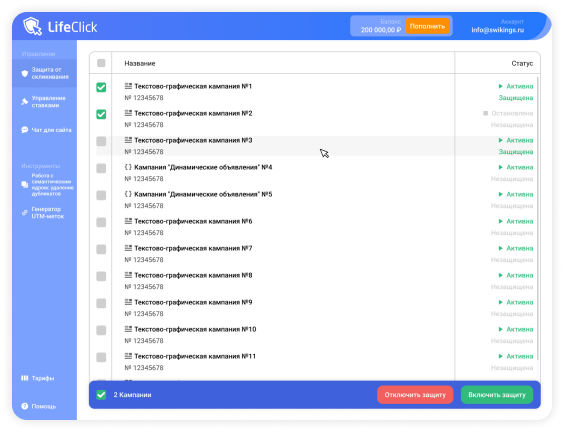 LifeClick
Баланс
200 000,00 ₽
Пополнить
Аккаунт
info@swikings.ru
Управление
Защита от
скликивания
Управление
ставками
Чат для сайта
Инструменты
Работа с
семантическим
ядром: удаление
дубликатов
Генератор
UTM-меток
Тарифы
Помощь
Название
Статус
Текстово-графическая кампания №1
Активна
№ 12345678
Защищена
Текстово-графическая кампания №2
Остановлена
№ 12345678
Незащищена
Текстово-графическая кампания №3
Активна
№ 12345678
Защищена
{} Кампания "Динамические объявления" №4
Активна
№ 12345678
Незащищена
{} Кампания "Динамические объявления" №5
Активна
№ 12345678
Незащищена
Текстово-графическая кампания №6
Активна
№ 12345678
Незащищена
Текстово-графическая кампания №7
Активна
№ 12345678
Незащищена
Текстово-графическая кампания №8
Активна
№ 12345678
Незащищена
Текстово-графическая кампания №9
Активна
№ 12345678
Незащищена
Текстово-графическая кампания №10
Активна
№ 12345678
Незащищена
Текстово-графическая кампания №11
Активна
№ 12345678
Незащищена
2 Кампании
Отключить защиту
Включить защиту